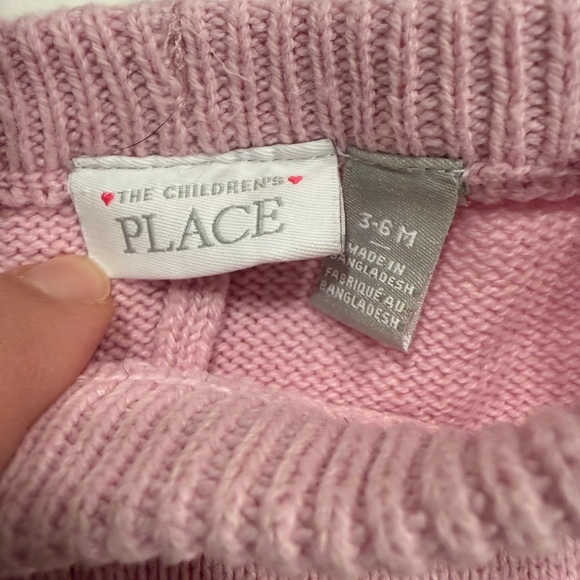 THE CHILDREN'S
PLACE
3-6 M
MADE IN
BANGLADESH
FABRIQUÉ AU
BANGLADESH